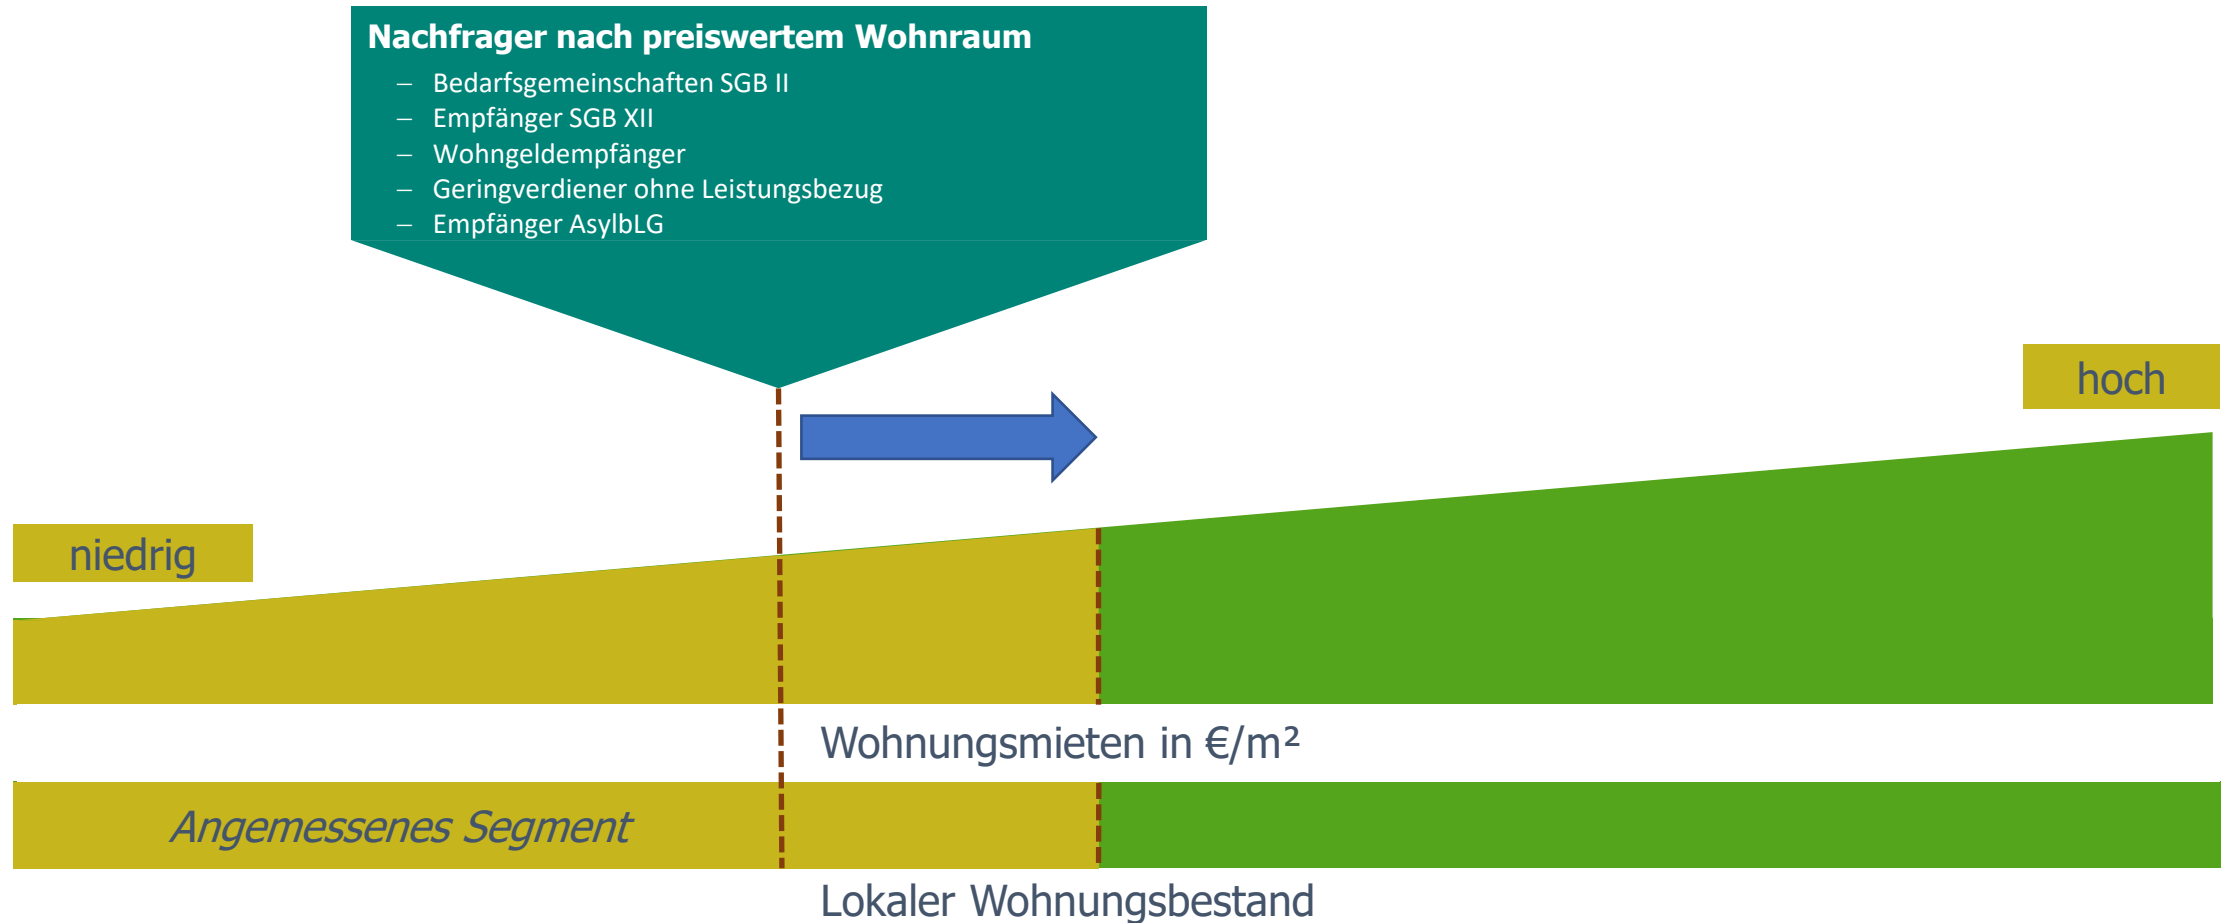 Nachfrager nach preiswertem Wohnraum
– Bedarfsgemeinschaften SGB II
– Empfänger SGB XII
– Wohngeldempfänger
– Geringverdiener ohne Leistungsbezug
– Empfänger AsylbLG
hoch
niedrig
Wohnungsmieten in €/m²
Angemessenes Segment
Lokaler Wohnungsbestand